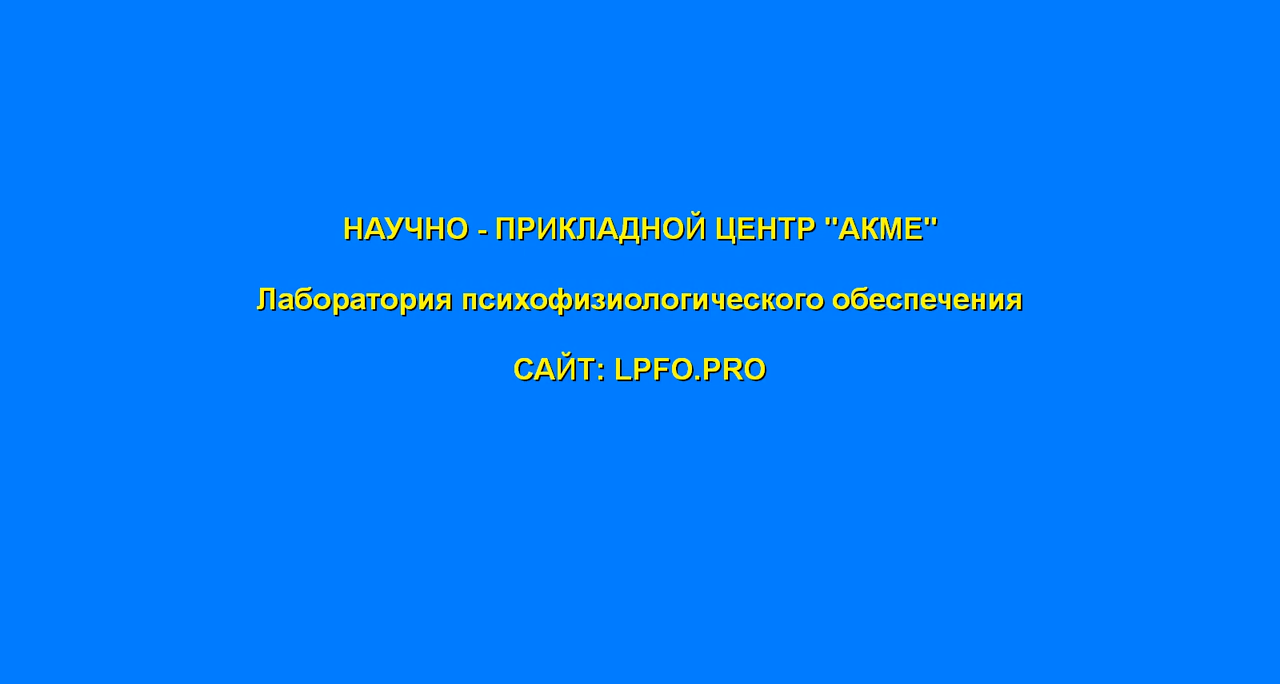 НАУЧНО - ПРИКЛАДНОЙ ЦЕНТР "АКМЕ"
Лаборатория психофизиологического обеспечения
САЙТ: LPFO.PRO